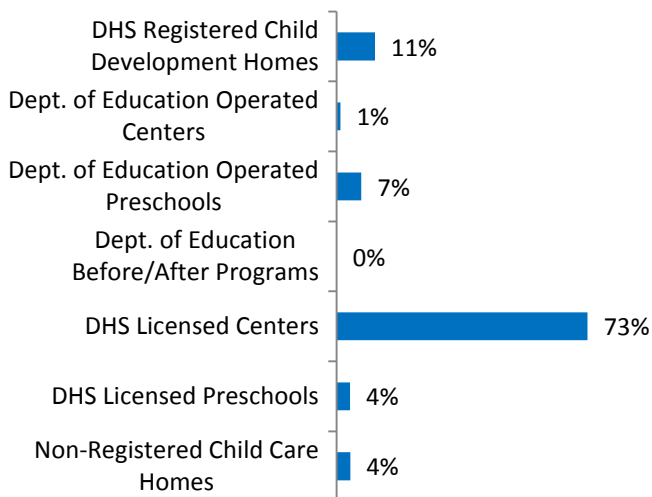 DHS Registered Child
Development Homes
11%
Dept. of Education Operated
Centers
1%
Dept. of Education Operated
Preschools
7%
Dept. of Education
Before/After Programs
0%
DHS Licensed Centers
73%
DHS Licensed Preschools
4%
Non-Registered Child Care
Homes
4%